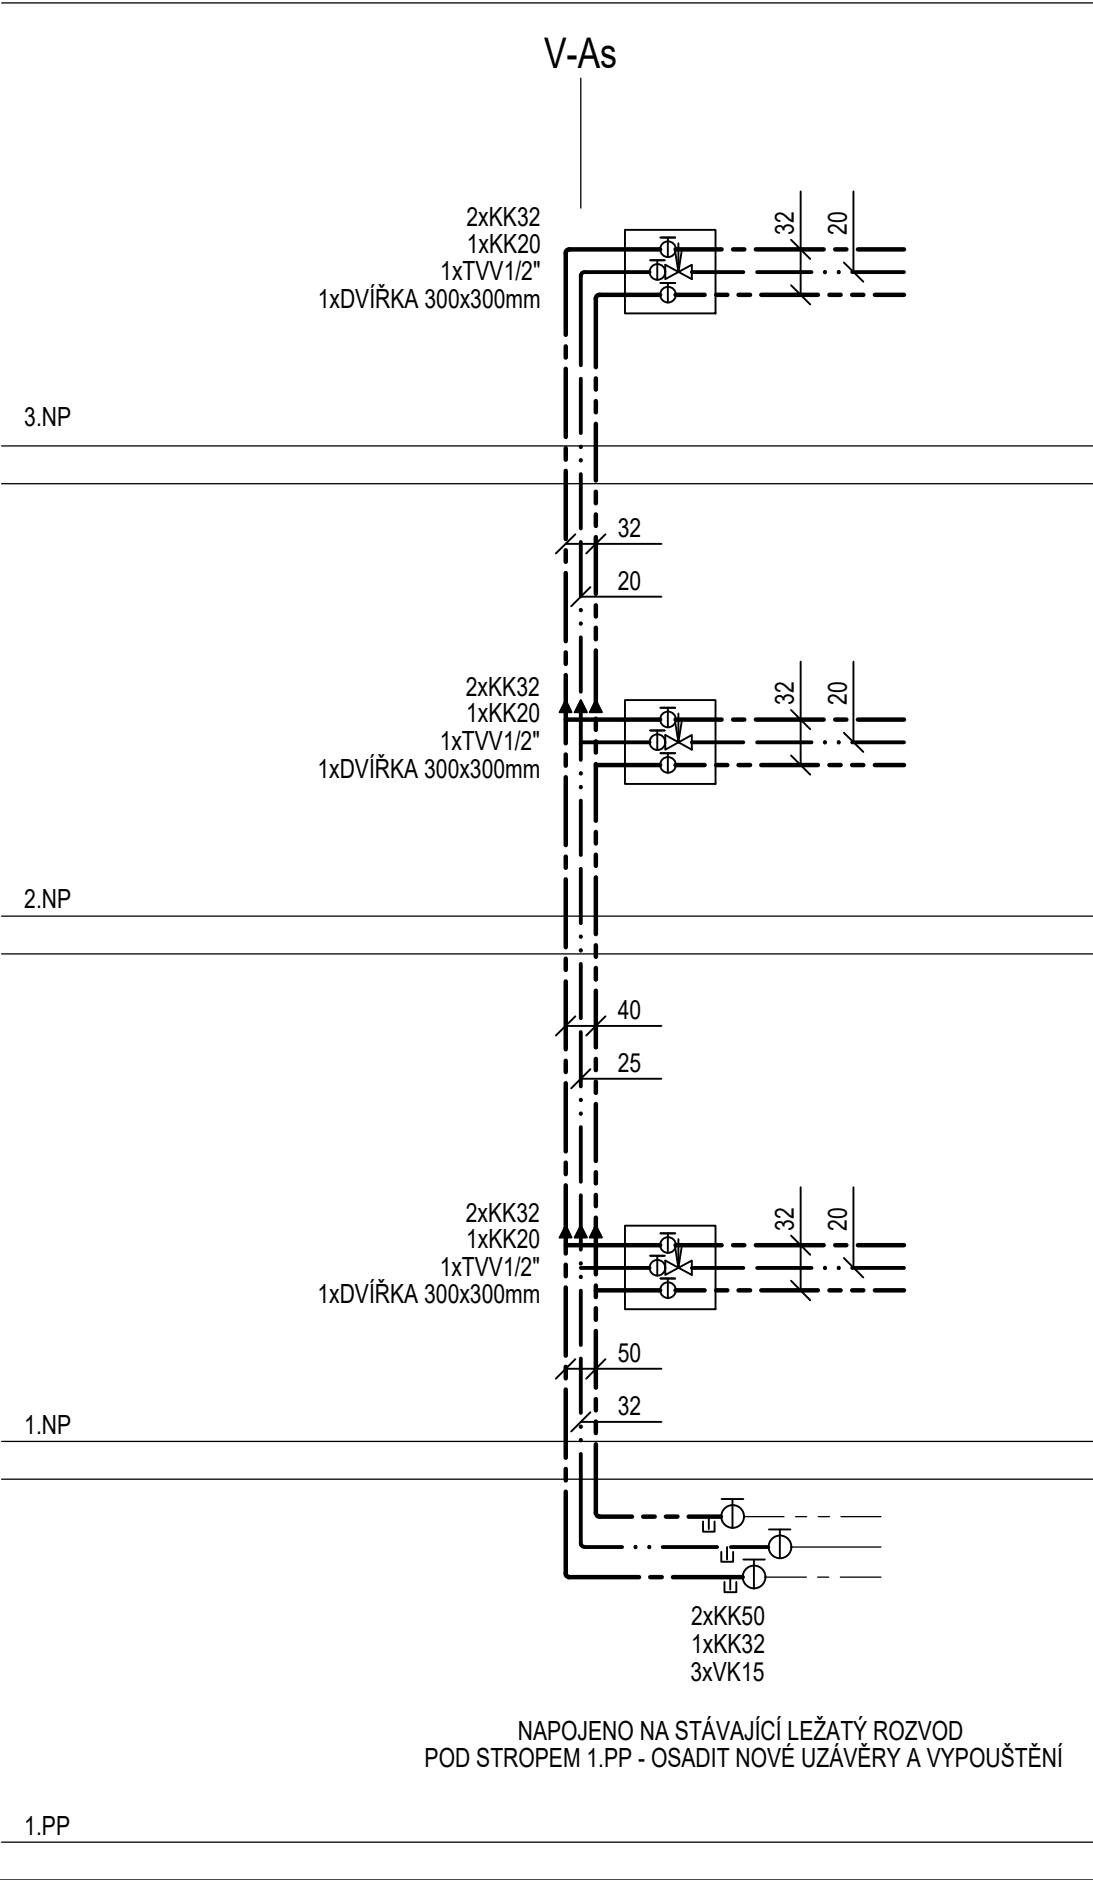 V-As
2xKK32
1xKK20
1xTVV1/2"
1xDVÍŘKA 300x300mm
32
20
3.NP
32
20
2xKK32
1xKK20
1xTVV1/2"
1xDVÍŘKA 300x300mm
32
20
2.NP
40
25
2xKK32
1xKK20
1xTVV1/2"
1xDVÍŘKA 300x300mm
32
20
50
32
1.NP
2xKK50
1xKK32
3xVK15
NAPOJENO NA STÁVAJÍCÍ LEŽATÝ ROZVOD
POD STROPEM 1.PP - OSADIT NOVÉ UZÁVĚRY A VYPOUŠTĚNÍ
1.PP